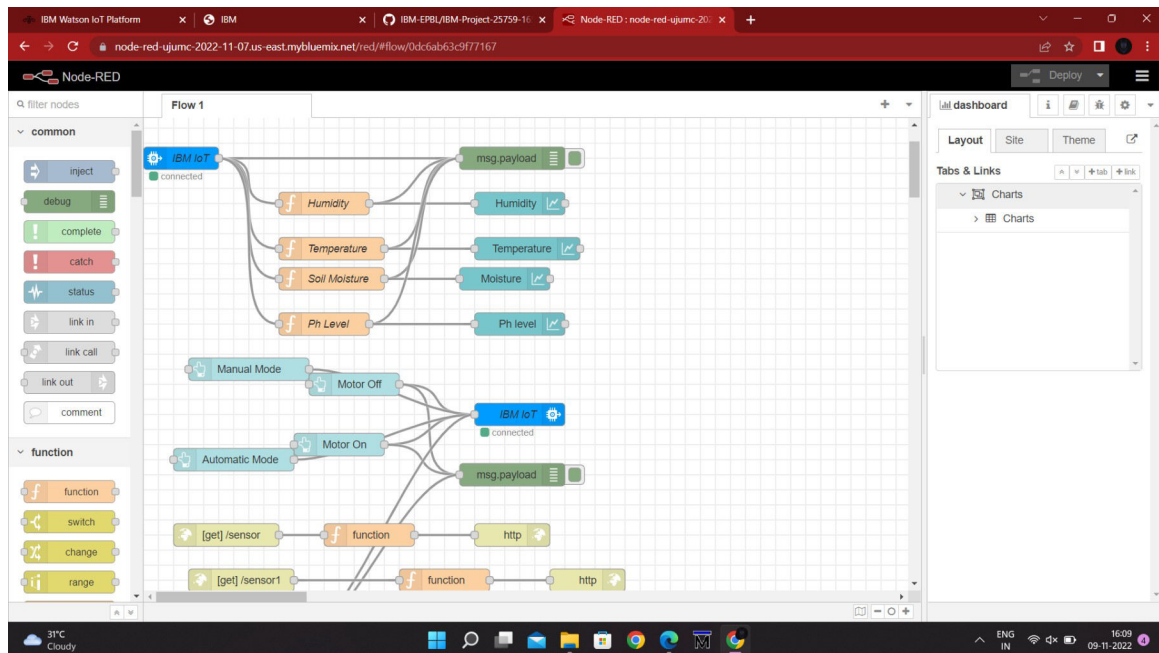 IBM Watson IoT Platform
IBM
IBM-EPBL/IBM-Project-25759-16
Node-RED : node-red-ujumc-202
node-red-ujumc-2022-11-07.us-east.mybluemix.net/red/#flow/0dc6ab63c9f77167
Node-RED
Deploy
filter nodes
Flow 1
dashboard
i
common
inject
debug
complete
catch
status
link in
link call
link out
comment
function
function
switch
change
range
IBM IoT
connected
msg.payload
Humidity
Humidity
Temperature
Temperature
Soil Moisture
Moisture
Ph Level
Ph level
Manual Mode
Motor Off
IBM IoT
connected
Motor On
Automatic Mode
msg.payload
[get] /sensor
function
http
[get] /sensor1
function
http
Layout
Site
Theme
Tabs & Links
+tab
+link
Charts
Charts
31°C
Cloudy
ENG
IN
16:09
09-11-2022
4